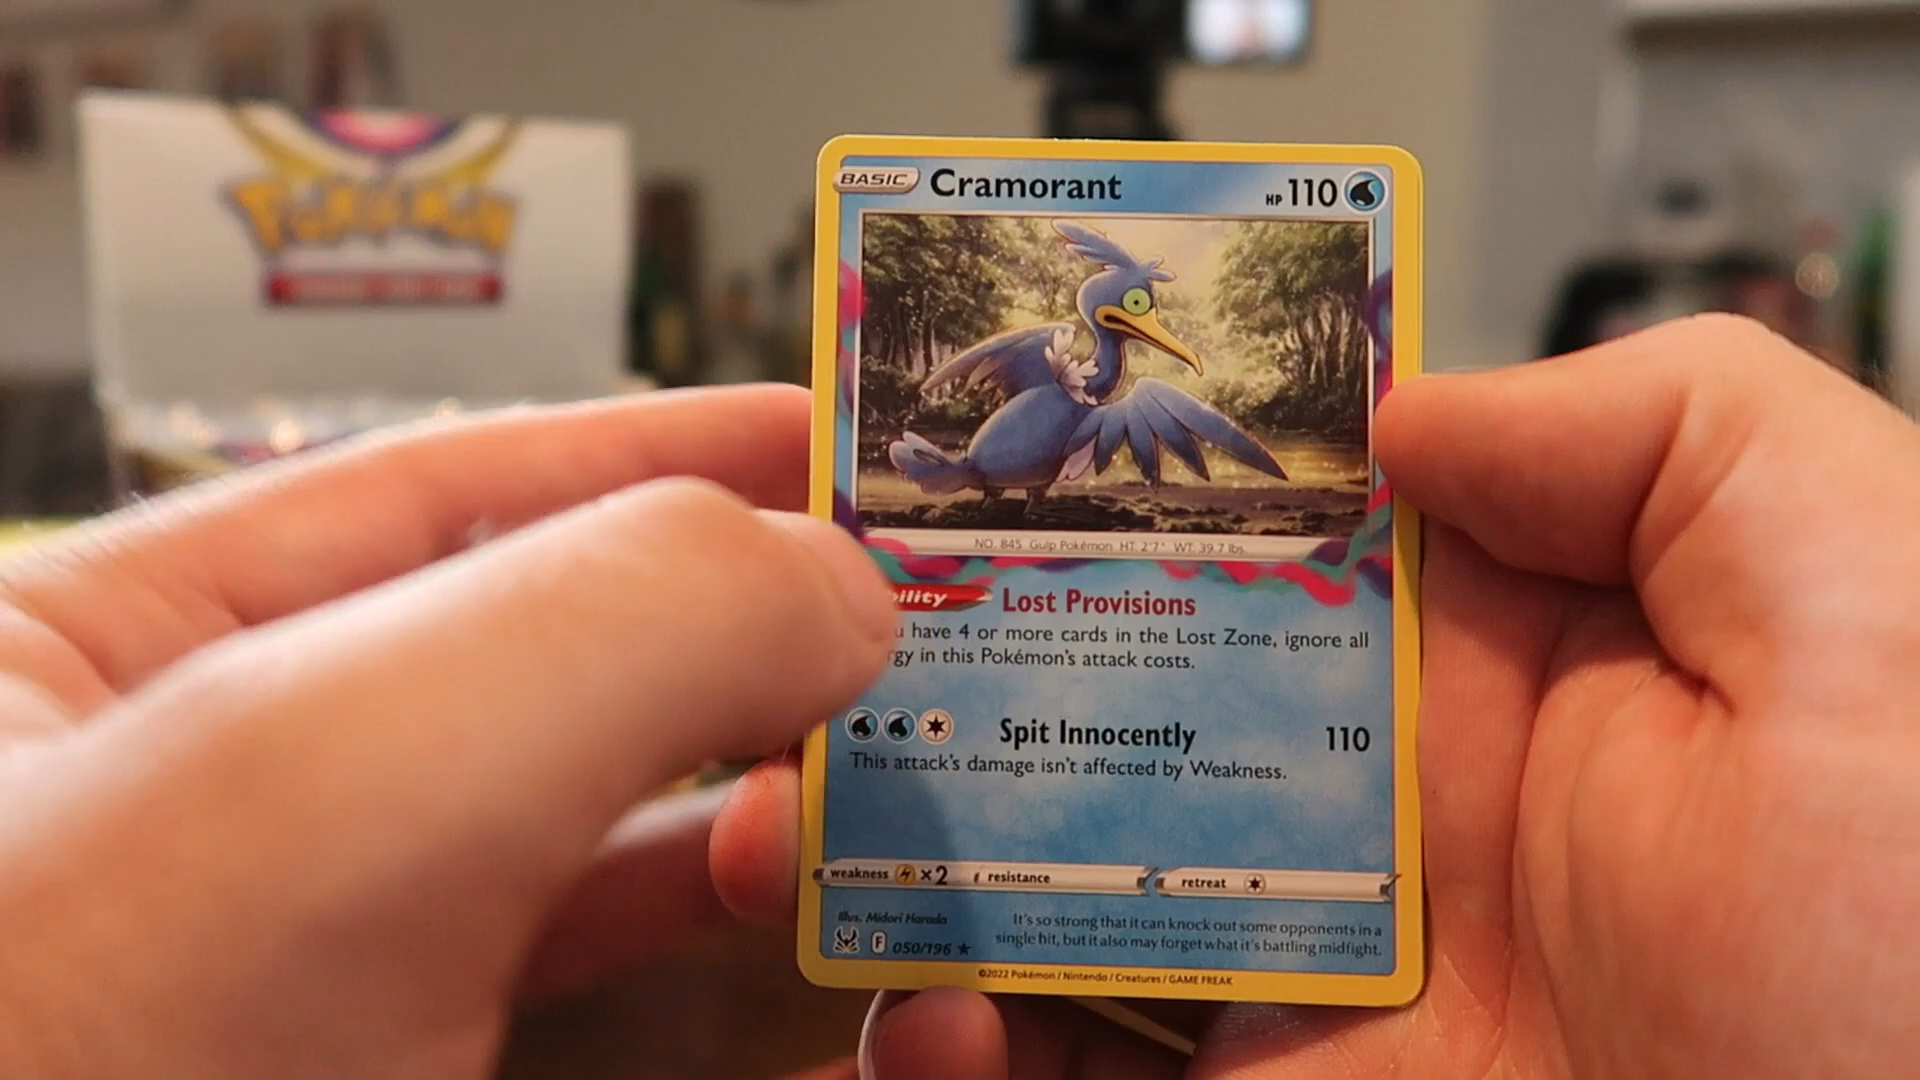 Pokémon
BASIC Cramorant HP 110
NO. 845 Gulp Pokémon HT: 2'7" WT: 39.7 lbs.
ility Lost Provisions
u have 4 or more cards in the Lost Zone, ignore all
rgy in this Pokémon's attack costs.
Spit Innocently 110
This attack's damage isn't affected by Weakness.
weakness ×2 resistance retreat
Illus. Midori Harada
It's so strong that it can knock out some opponents in a
single hit, but it also may forget what it's battling midfight.
F 050/196
©2022 Pokémon / Nintendo / Creatures / GAME FREAK